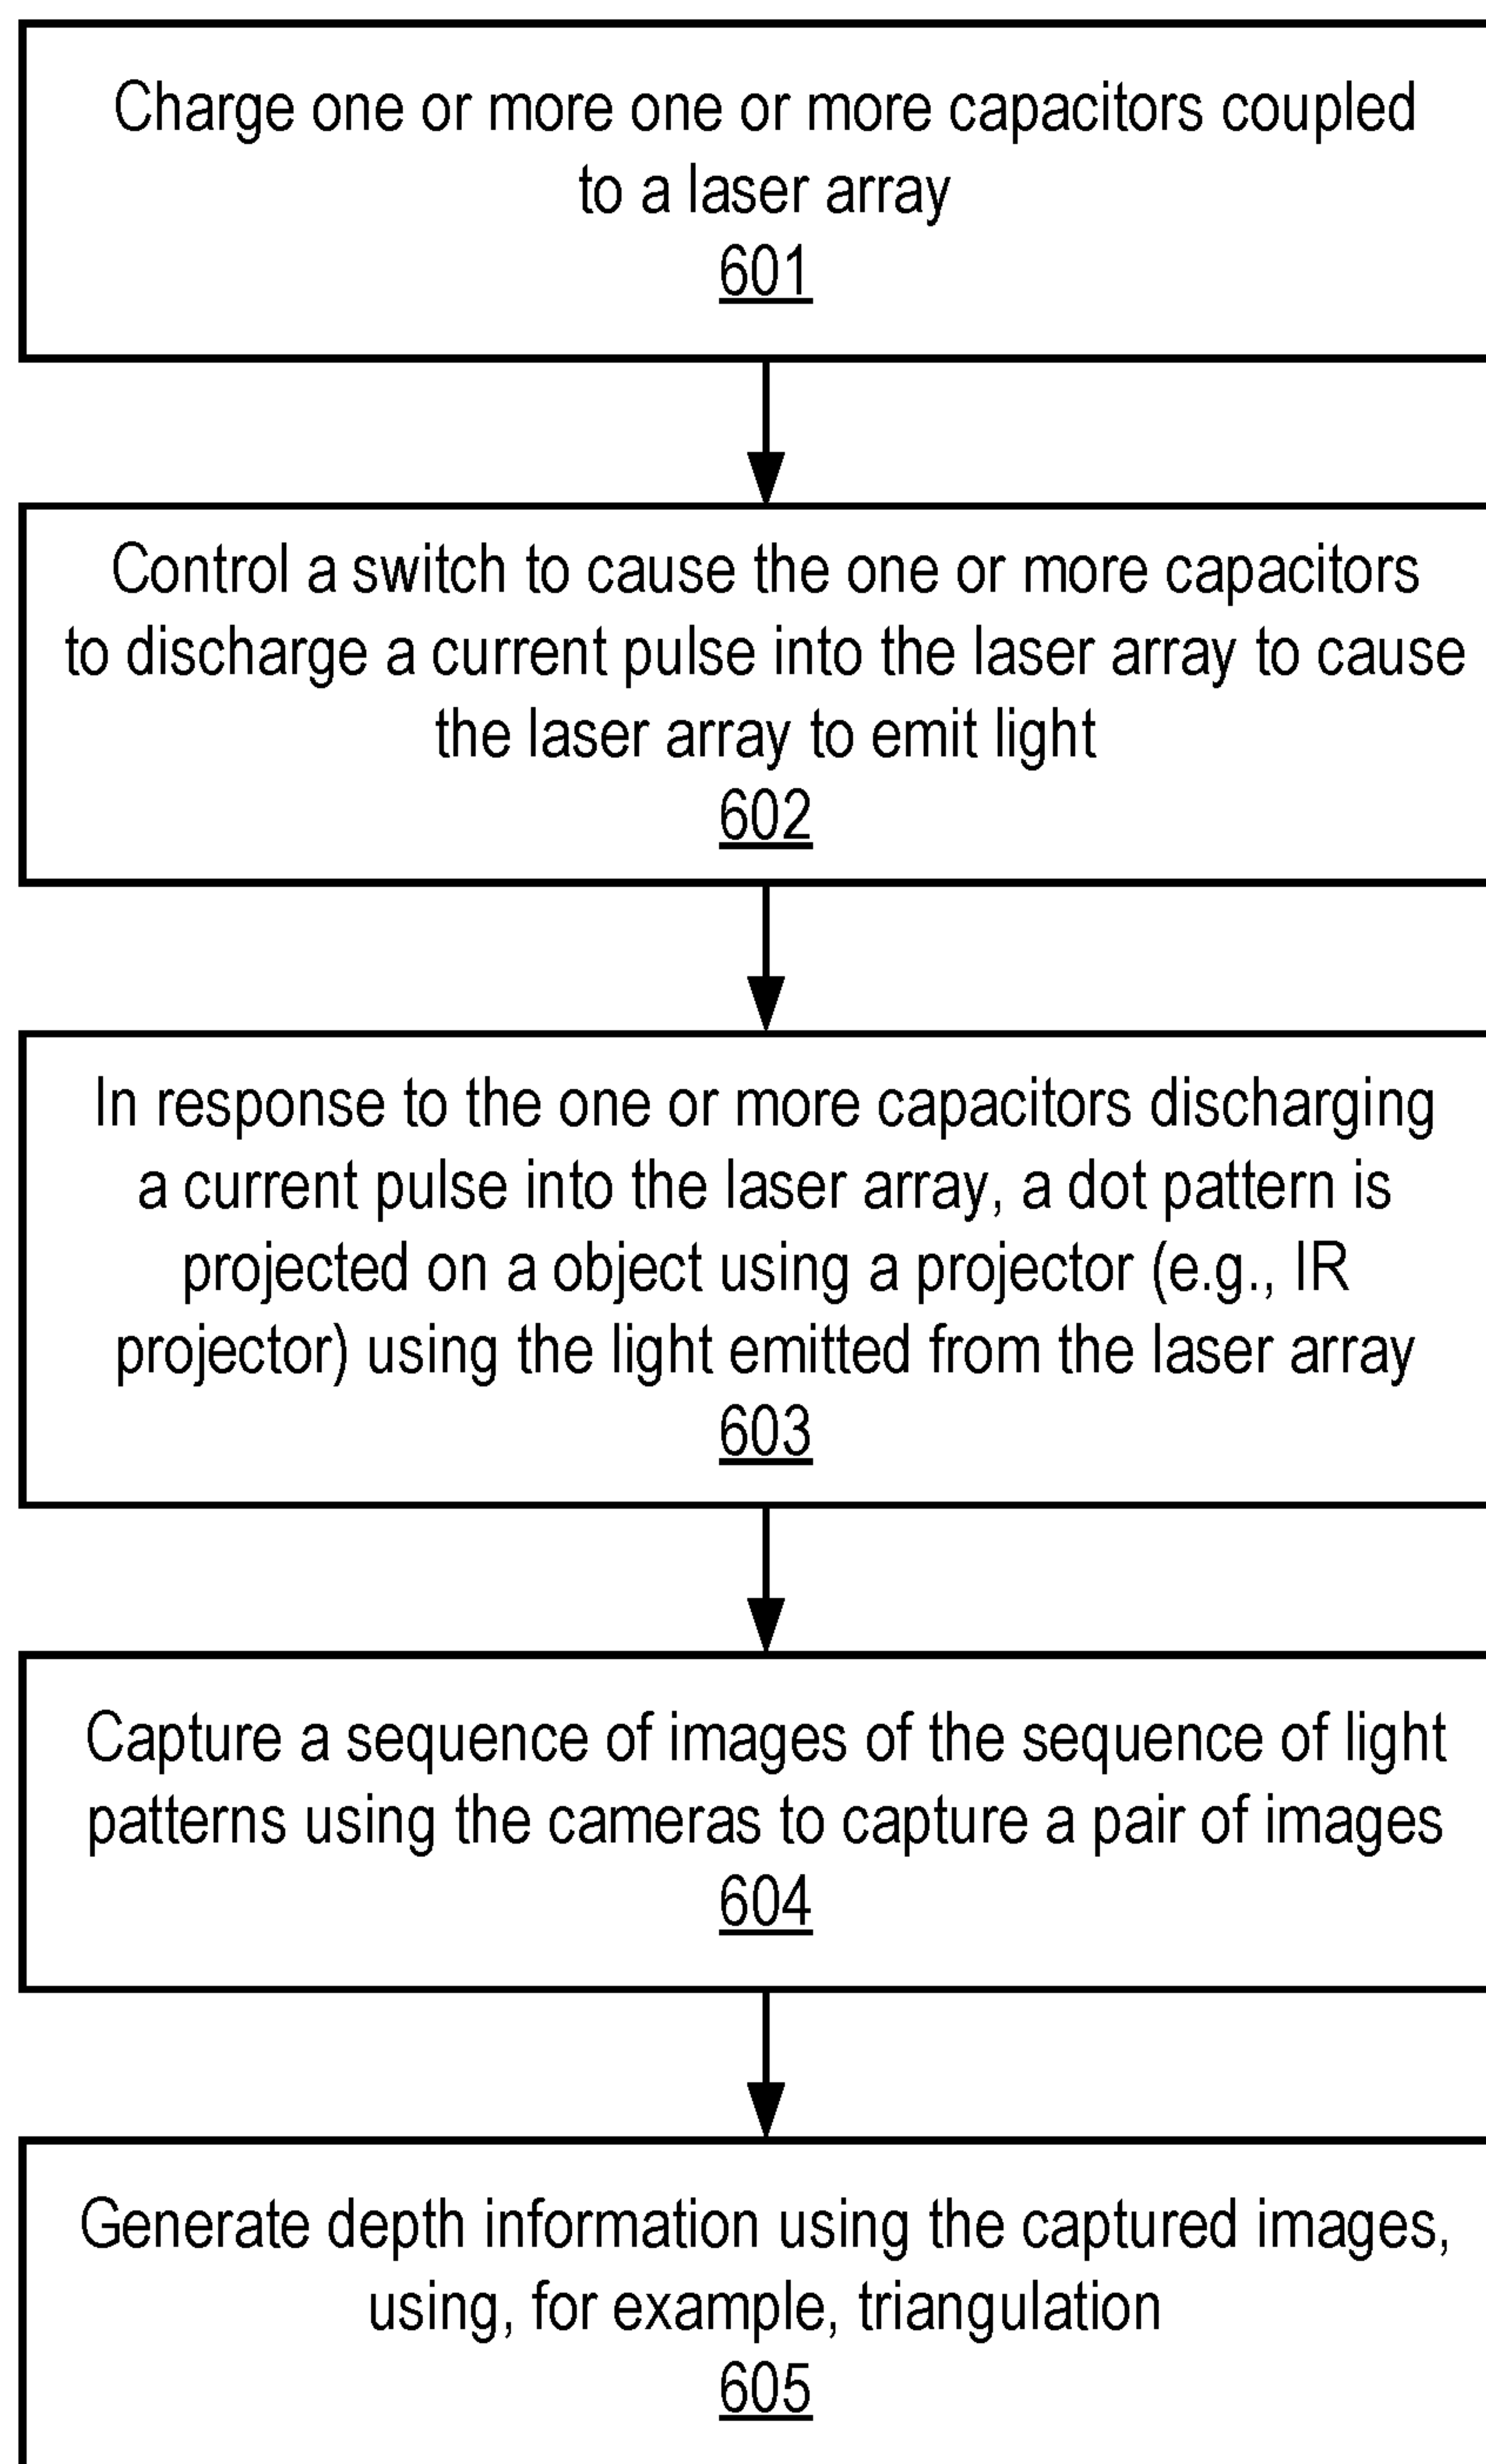 Charge one or more one or more capacitors coupled
to a laser array
601
Control a switch to cause the one or more capacitors
to discharge a current pulse into the laser array to cause
the laser array to emit light
602
In response to the one or more capacitors discharging
a current pulse into the laser array, a dot pattern is
projected on a object using a projector (e.g., IR
projector) using the light emitted from the laser array
603
Capture a sequence of images of the sequence of light
patterns using the cameras to capture a pair of images
604
Generate depth information using the captured images,
using, for example, triangulation
605